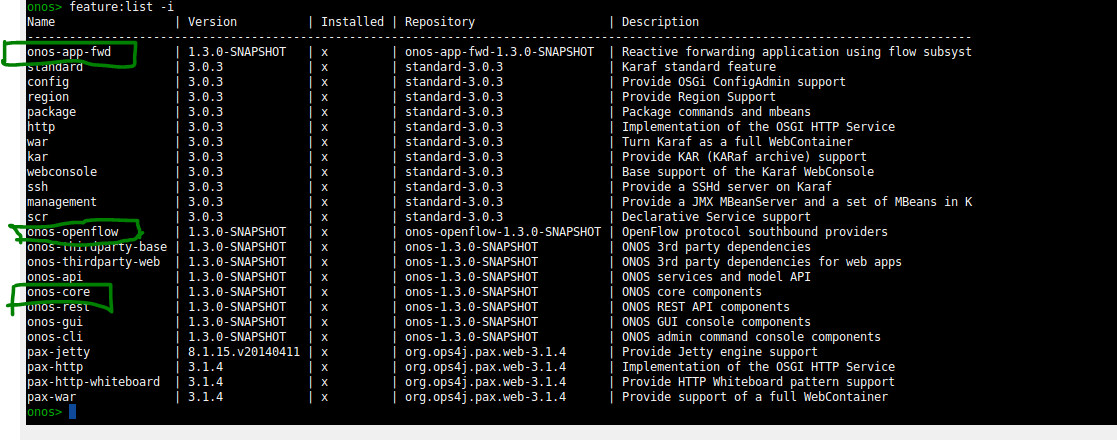 onos> feature:list -i
Name | Version | Installed | Repository | Description
------------------------------------------------------------------------------------------------------------------------------------------
onos-app-fwd | 1.3.0-SNAPSHOT | x | onos-app-fwd-1.3.0-SNAPSHOT | Reactive forwarding application using flow subsyst
standard | 3.0.3 | x | standard-3.0.3 | Karaf standard feature
config | 3.0.3 | x | standard-3.0.3 | Provide OSGi ConfigAdmin support
region | 3.0.3 | x | standard-3.0.3 | Provide Region Support
package | 3.0.3 | x | standard-3.0.3 | Package commands and mbeans
http | 3.0.3 | x | standard-3.0.3 | Implementation of the OSGI HTTP Service
war | 3.0.3 | x | standard-3.0.3 | Turn Karaf as a full WebContainer
kar | 3.0.3 | x | standard-3.0.3 | Provide KAR (KARaf archive) support
webconsole | 3.0.3 | x | standard-3.0.3 | Base support of the Karaf WebConsole
ssh | 3.0.3 | x | standard-3.0.3 | Provide a SSHd server on Karaf
management | 3.0.3 | x | standard-3.0.3 | Provide a JMX MBeanServer and a set of MBeans in K
scr | 3.0.3 | x | standard-3.0.3 | Declarative Service support
onos-openflow | 1.3.0-SNAPSHOT | x | onos-openflow-1.3.0-SNAPSHOT | OpenFlow protocol southbound providers
onos-thirdparty-base | 1.3.0-SNAPSHOT | x | onos-1.3.0-SNAPSHOT | ONOS 3rd party dependencies
onos-thirdparty-web | 1.3.0-SNAPSHOT | x | onos-1.3.0-SNAPSHOT | ONOS 3rd party dependencies for web apps
onos-api | 1.3.0-SNAPSHOT | x | onos-1.3.0-SNAPSHOT | ONOS services and model API
onos-core | 1.3.0-SNAPSHOT | x | onos-1.3.0-SNAPSHOT | ONOS core components
onos-rest | 1.3.0-SNAPSHOT | x | onos-1.3.0-SNAPSHOT | ONOS REST API components
onos-gui | 1.3.0-SNAPSHOT | x | onos-1.3.0-SNAPSHOT | ONOS GUI console components
onos-cli | 1.3.0-SNAPSHOT | x | onos-1.3.0-SNAPSHOT | ONOS admin command console components
pax-jetty | 8.1.15.v20140411 | x | org.ops4j.pax.web-3.1.4 | Provide Jetty engine support
pax-http | 3.1.4 | x | org.ops4j.pax.web-3.1.4 | Implementation of the OSGI HTTP Service
pax-http-whiteboard | 3.1.4 | x | org.ops4j.pax.web-3.1.4 | Provide HTTP Whiteboard pattern support
pax-war | 3.1.4 | x | org.ops4j.pax.web-3.1.4 | Provide support of a full WebContainer
onos>